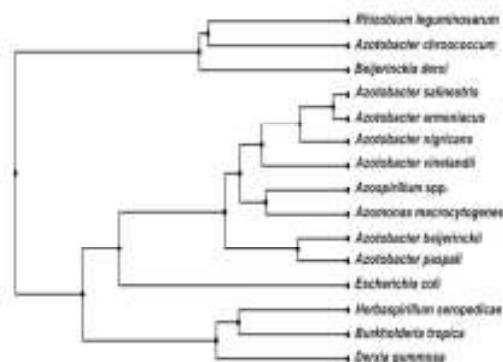 Rhizobium leguminosarum
Azotobacter chroococcum
Beijerinckia derxi
Azotobacter salinestris
Azotobacter armeniacus
Azotobacter nigricans
Azotobacter vinelandii
Azospirillum spp.
Azomonas macrocytogenes
Azotobacter beijerinckii
Azotobacter paspali
Escherichia coli
Herbaspirillum seropedicae
Burkholderia tropica
Derxia gummosa